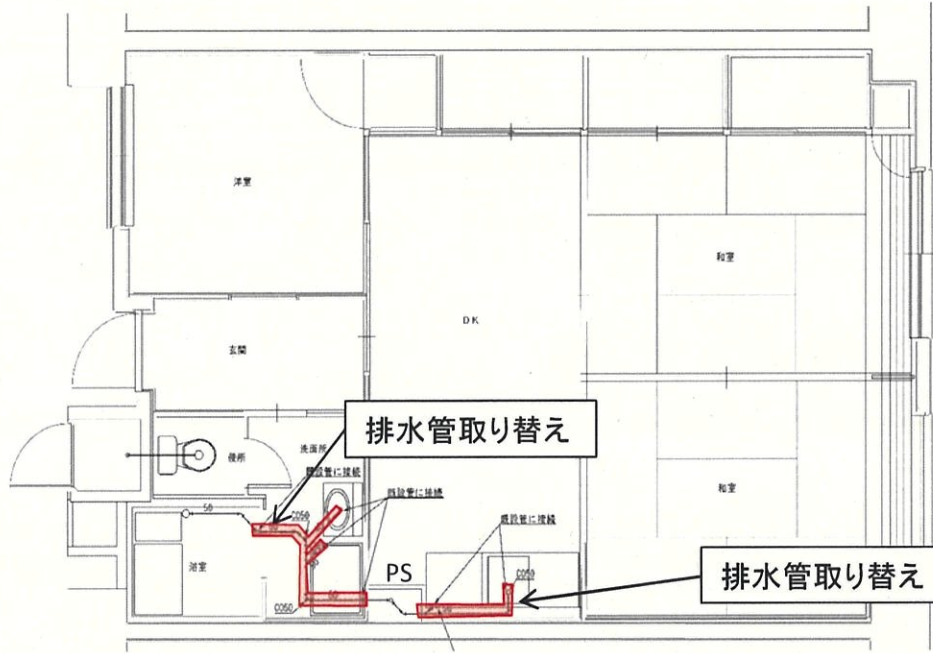 洋室
和室
DK
玄関
排水管取り替え
便所
洗面所
既設管に接続
既設管に接続
50
CO50
既設管に接続
和室
浴室
PS
CO50
排水管取り替え
CO50
50
50